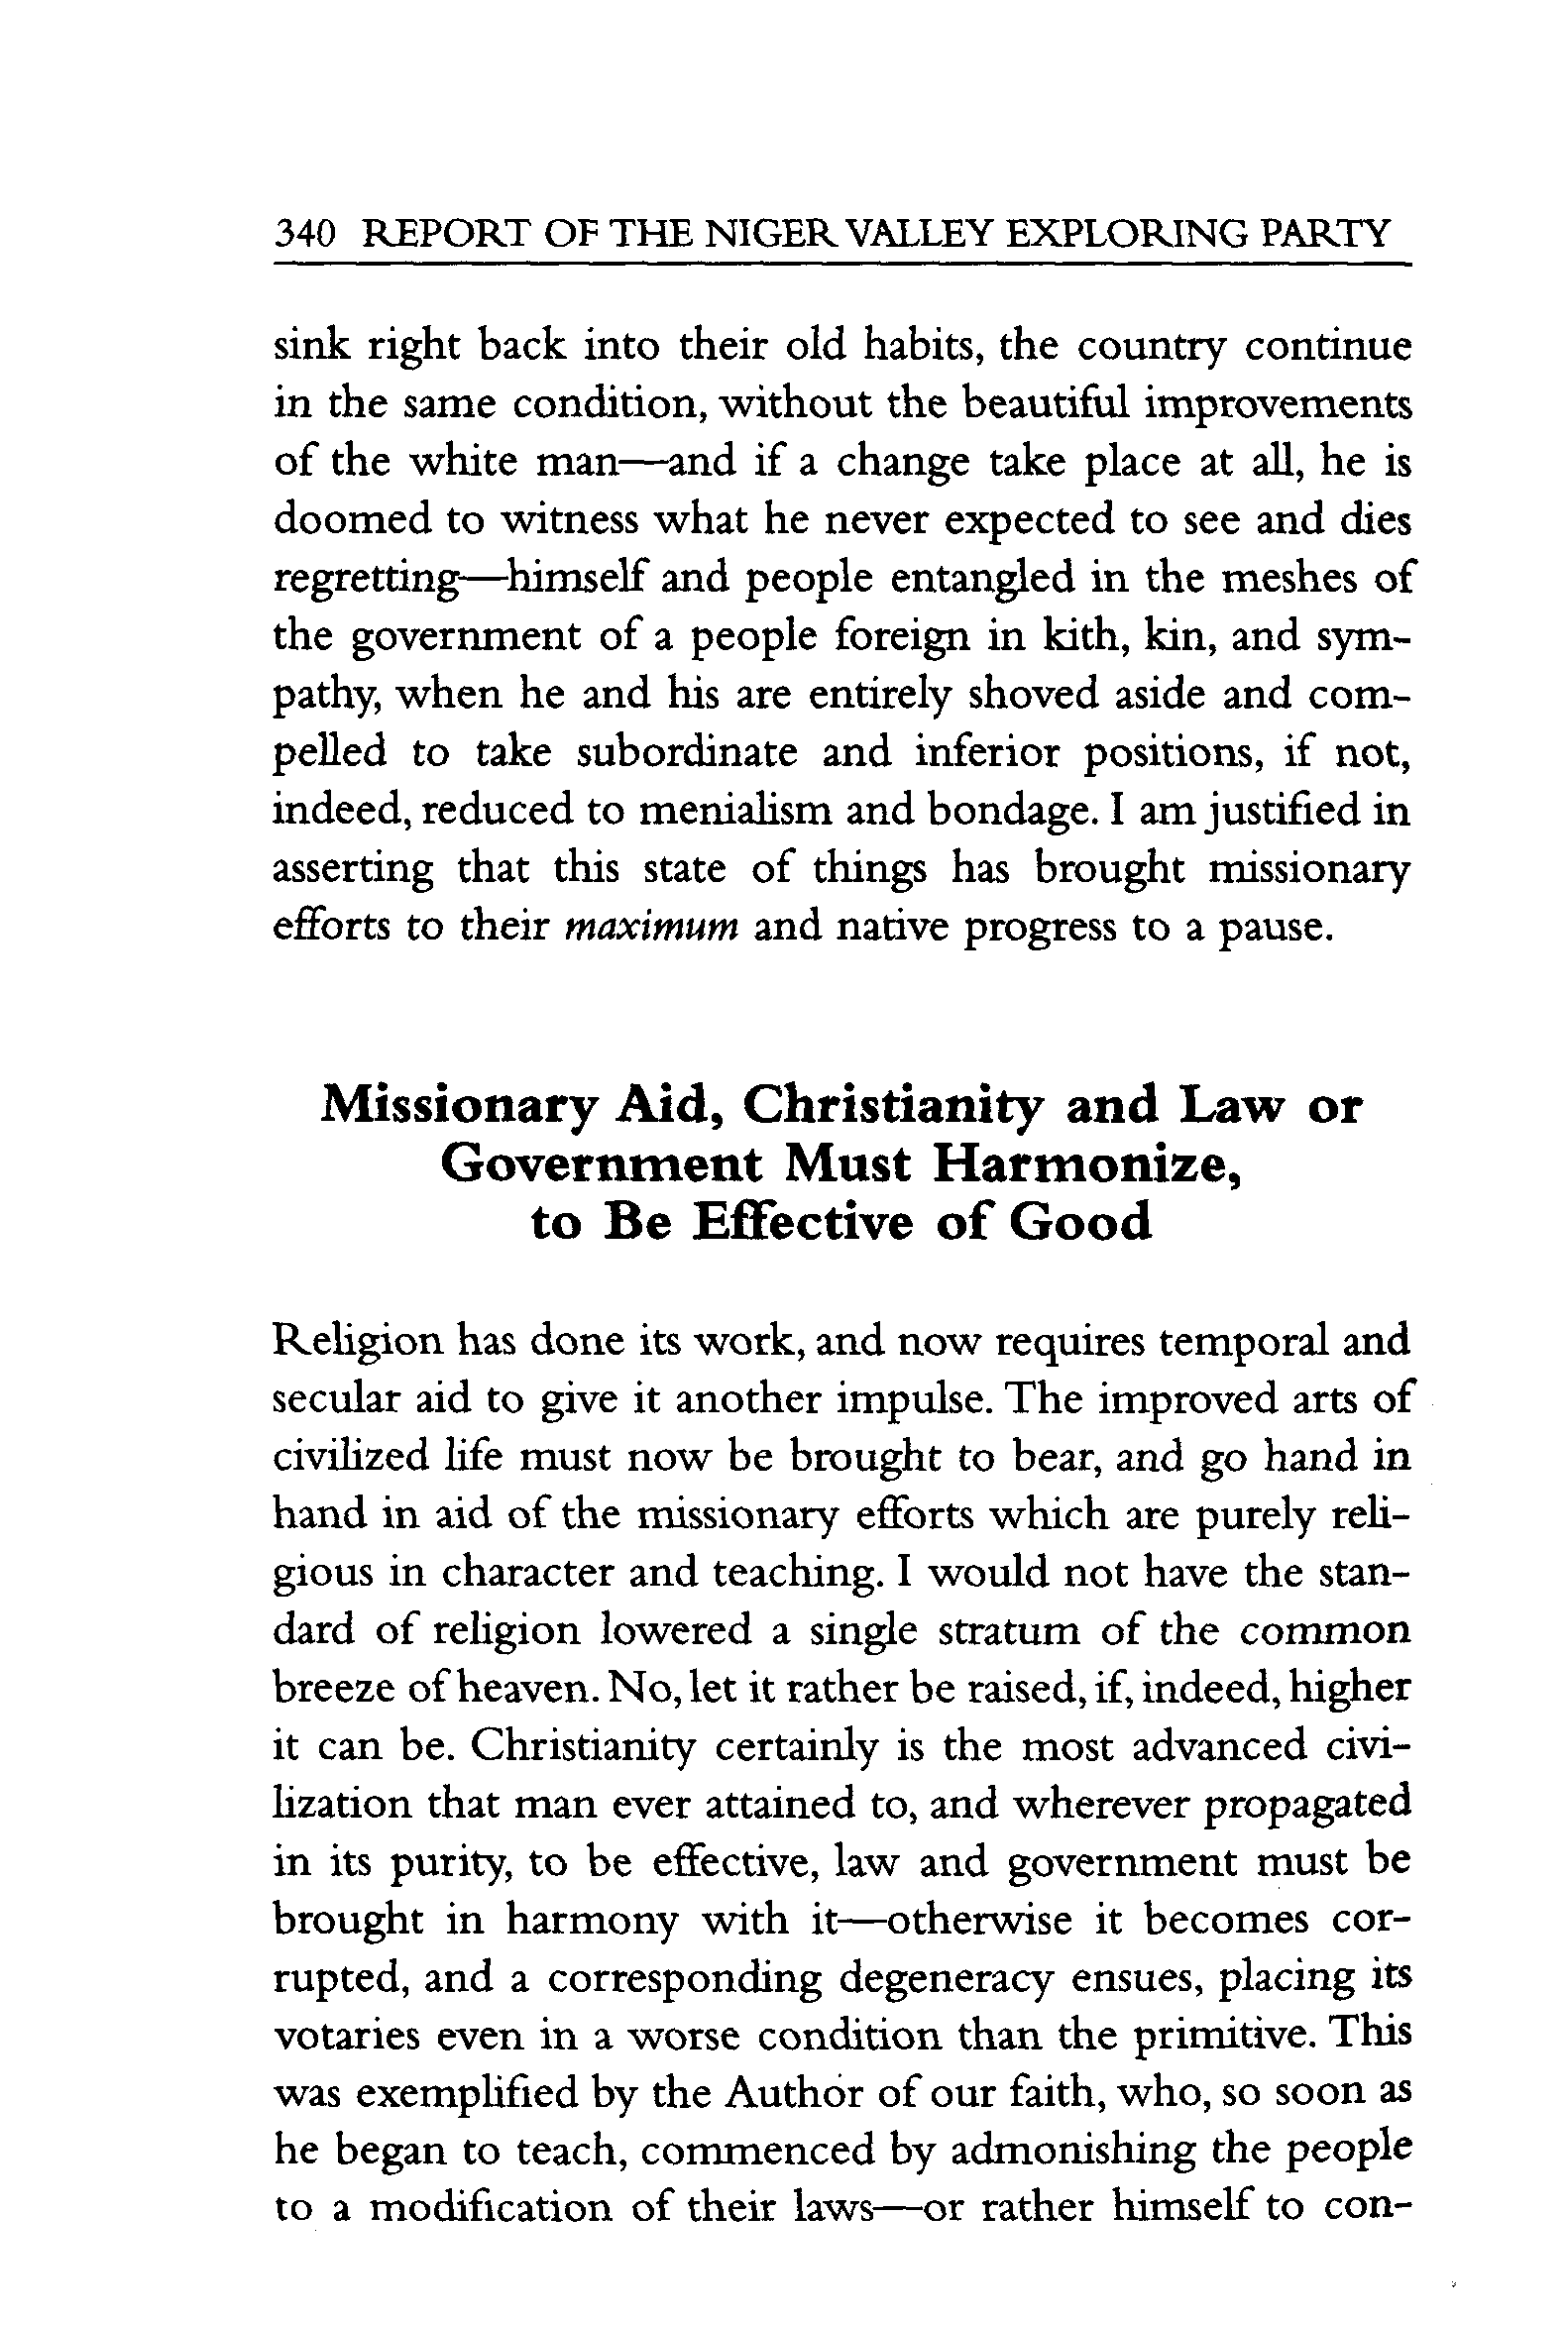 340 REPORT OF THE NIGER VALLEY EXPLORING PARTY
sink right back into their old habits, the country continue
in the same condition, without the beautiful improvements
of the white man—and if a change take place at all, he is
doomed to witness what he never expected to see and dies
regretting—himself and people entangled in the meshes of
the government of a people foreign in kith, kin, and sym-
pathy, when he and his are entirely shoved aside and com-
pelled to take subordinate and inferior positions, if not,
indeed, reduced to menialism and bondage. I am justified in
asserting that this state of things has brought missionary
efforts to their maximum and native progress to a pause.
Missionary Aid, Christianity and Law or
Government Must Harmonize,
to Be Effective of Good
Religion has done its work, and now requires temporal and
secular aid to give it another impulse. The improved arts of
civilized life must now be brought to bear, and go hand in
hand in aid of the missionary efforts which are purely reli-
gious in character and teaching. I would not have the stan-
dard of religion lowered a single stratum of the common
breeze of heaven. No, let it rather be raised, if, indeed, higher
it can be. Christianity certainly is the most advanced civi-
lization that man ever attained to, and wherever propagated
in its purity, to be effective, law and government must be
brought in harmony with it—otherwise it becomes cor-
rupted, and a corresponding degeneracy ensues, placing its
votaries even in a worse condition than the primitive. This
was exemplified by the Author of our faith, who, so soon as
he began to teach, commenced by admonishing the people
to a modification of their laws—or rather himself to con-